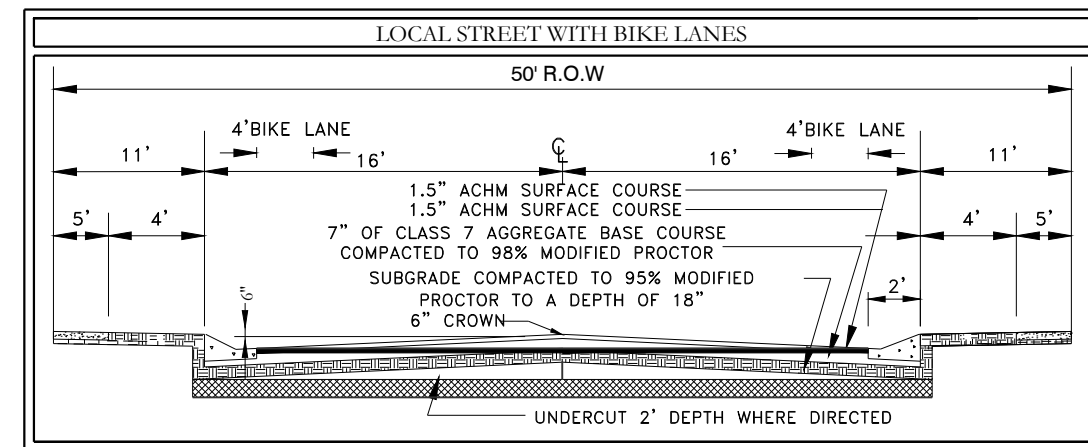 LOCAL STREET WITH BIKE LANES
50' R.O.W
4'BIKE LANE
4'BIKE LANE
11'
16'
℄
16'
11'
1.5" ACHM SURFACE COURSE
1.5" ACHM SURFACE COURSE
5'
4'
4'
5'
7" OF CLASS 7 AGGREGATE BASE COURSE
COMPACTED TO 98% MODIFIED PROCTOR
SUBGRADE COMPACTED TO 95% MODIFIED
PROCTOR TO A DEPTH OF 18"
2'
6"
6" CROWN
UNDERCUT 2' DEPTH WHERE DIRECTED